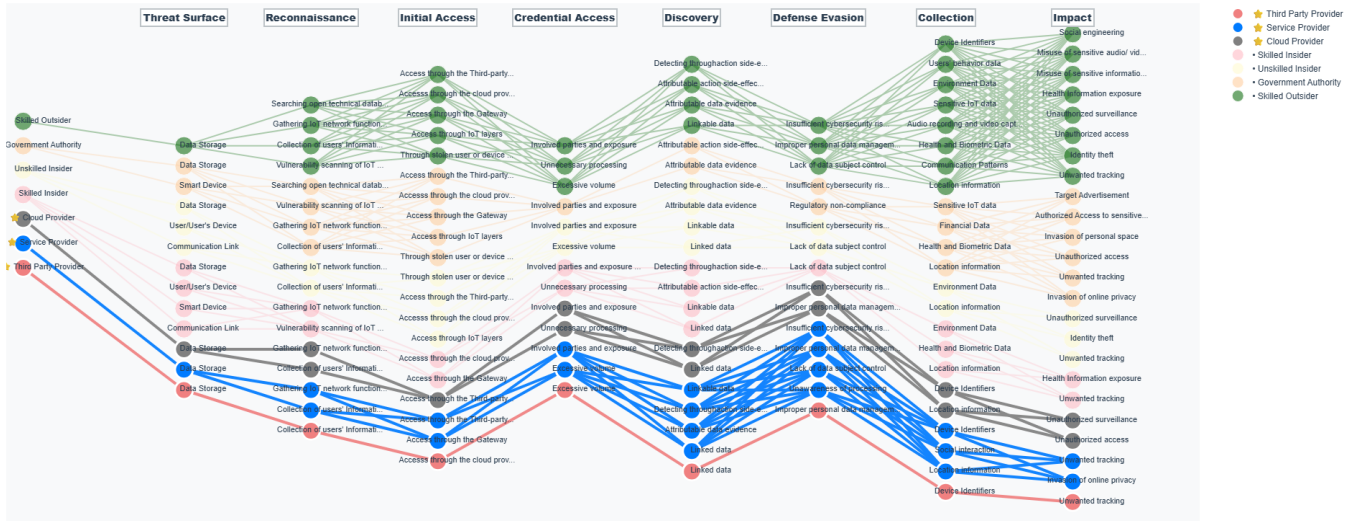 Threat Surface
Reconnaissance
Initial Access
Credential Access
Discovery
Defense Evasion
Collection
Impact
Third Party Provider
Service Provider
Cloud Provider
• Skilled Insider
• Unskilled Insider
• Government Authority
• Skilled Outsider
Skilled Outsider
Government Authority
Unskilled Insider
Skilled Insider
Cloud Provider
Service Provider
Third Party Provider
Data Storage
Data Storage
Smart Device
Data Storage
User/User's Device
Communication Link
Data Storage
User/User's Device
Smart Device
Communication Link
Data Storage
Data Storage
Data Storage
Searching open technical datab...
Gathering IoT network function...
Collection of users' Informati...
Vulnerability scanning of IoT ...
Searching open technical datab...
Vulnerability scanning of IoT ...
Gathering IoT network function...
Collection of users' Informati...
Gathering IoT network function...
Collection of users' Informati...
Gathering IoT network function...
Vulnerability scanning of IoT ...
Gathering IoT network function...
Collection of users' Informati...
Gathering IoT network function...
Collection of users' Informati...
Collection of users' Informati...
Access through the Third-party...
Accesss through the cloud prov...
Access through the Gateway
Access through IoT layers
Through stolen user or device ...
Access through the Third-party...
Accesss through the cloud prov...
Access through the Gateway
Access through IoT layers
Through stolen user or device ...
Through stolen user or device ...
Access through the Third-party...
Accesss through the cloud prov...
Access through IoT layers
Accesss through the cloud prov...
Access through the Gateway
Access through the Third-party...
Access through the Third-party...
Access through the Gateway
Accesss through the cloud prov...
Involved parties and exposure
Unnecessary processing
Excessive volume
Involved parties and exposure
Involved parties and exposure
Excessive volume
Involved parties and exposure ...
Unnecessary processing
Involved parties and exposure
Unnecessary processing
Involved parties and exposure
Excessive volume
Excessive volume
Detecting throughaction side-e...
Attributable action side-effec...
Attributable data evidence
Linkable data
Attributable action side-effec...
Attributable data evidence
Detecting throughaction side-e...
Attributable data evidence
Linkable data
Linked data
Detecting throughaction side-e...
Attributable action side-effec...
Linkable data
Linked data
Detecting throughaction side-e...
Linked data
Linkable data
Detecting throughaction side-e...
Attributable data evidence
Linked data
Linked data
Insufficient cybersecurity ris...
Improper personal data managem...
Lack of data subject control
Insufficient cybersecurity ris...
Regulatory non-compliance
Insufficient cybersecurity ris...
Lack of data subject control
Lack of data subject control
Insufficient cybersecurity ris...
Improper personal data managem...
Insufficient cybersecurity ris...
Improper personal data managem...
Lack of data subject control
Unawareness of processing
Improper personal data managem...
Device Identifiers
Users' behavior data
Environment Data
Sensitive IoT data
Audio recording and video capt...
Health and Biometric Data
Communication Patterns
Location information
Sensitive IoT data
Financial Data
Health and Biometric Data
Location information
Environment Data
Location information
Environment Data
Health and Biometric Data
Location information
Device Identifiers
Location information
Device Identifiers
Social interaction
Location information
Device Identifiers
Social engineering
Misuse of sensitive audio/ vid...
Misuse of sensitive informatio...
Health Information exposure
Unauthorized surveillance
Unauthorized access
Identity theft
Unwanted tracking
Target Advertisement
Authorized Access to sensitive...
Invasion of personal space
Unauthorized access
Unwanted tracking
Invasion of online privacy
Unauthorized surveillance
Identity theft
Unwanted tracking
Health Information exposure
Unwanted tracking
Unauthorized surveillance
Unauthorized access
Unwanted tracking
Invasion of online privacy
Unwanted tracking